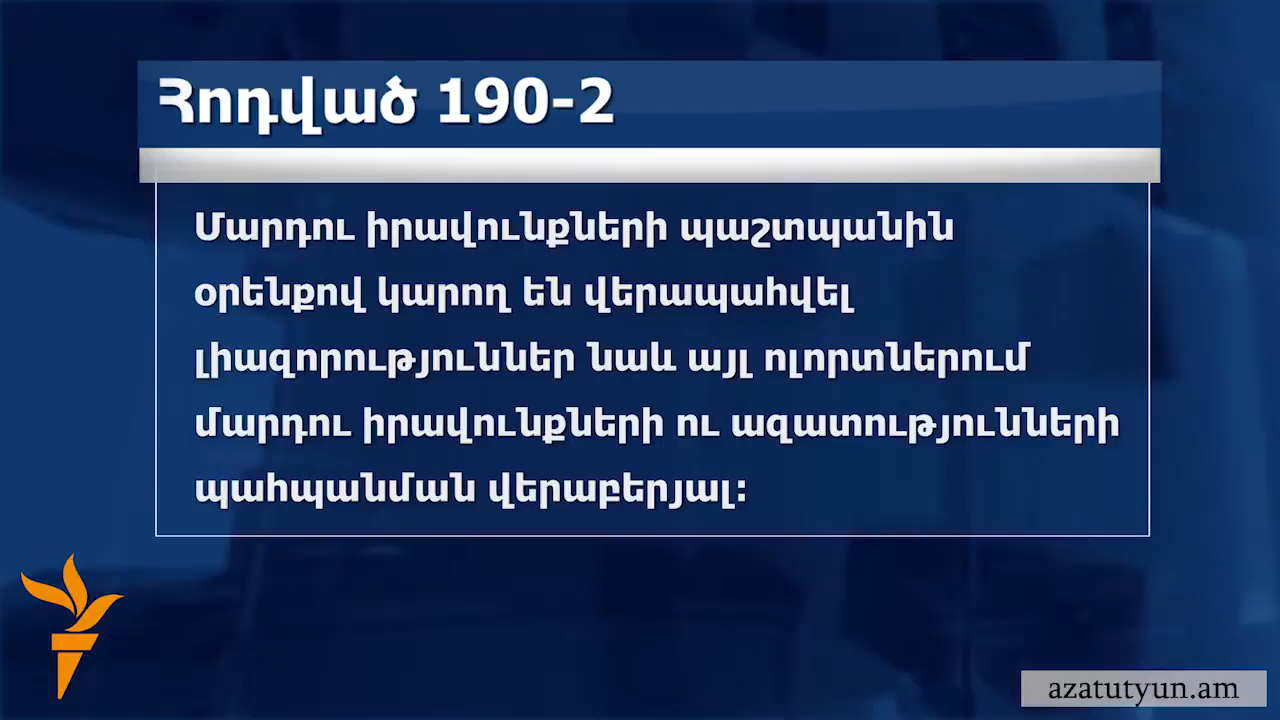 Հոդված 190-2
Մարդու իրավունքների պաշտպանին
օրենքով կարող են վերապահվել
լիազորություններ նաև այլ ոլորտներում
մարդու իրավունքների ու ազատությունների
պահպանման վերաբերյալ:
azatutyun.am